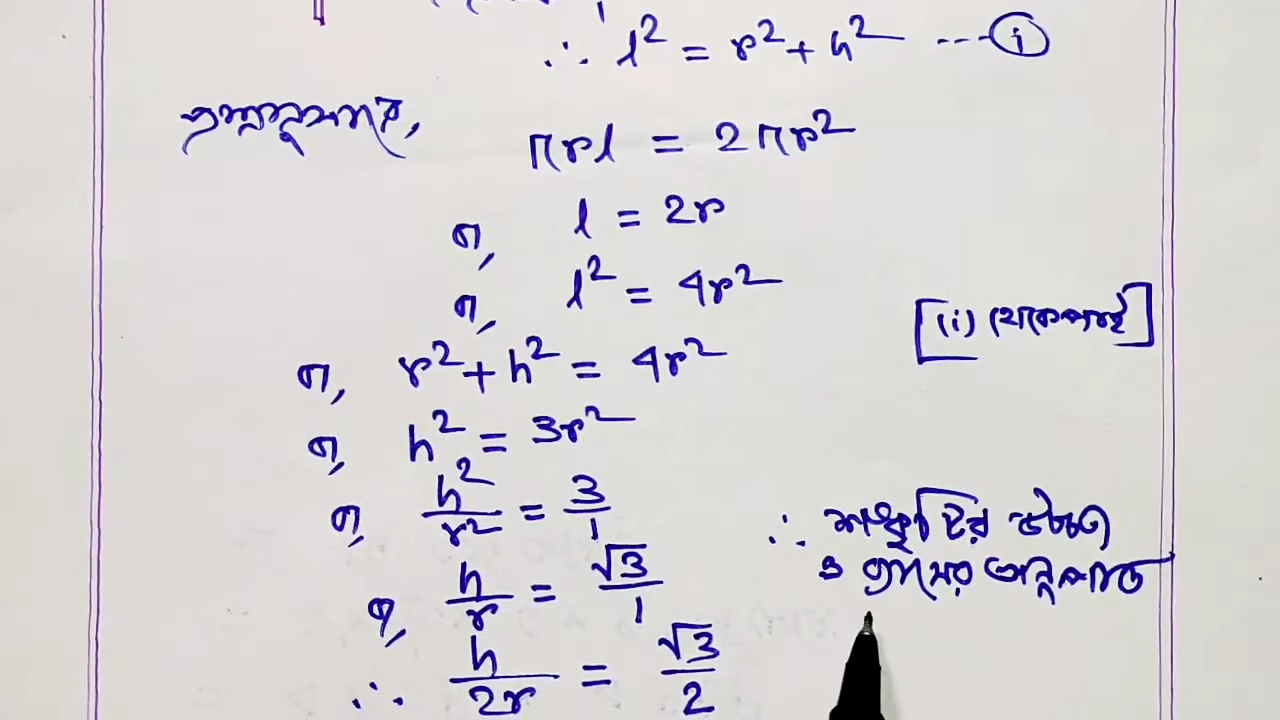 ∴ l² = r² + h² ---- (i)
প্রশ্নানুসারে,
πrl = 2πr²
বা, l = 2r
বা, l² = 4r²
[(i) থেকে পাই]
বা, r² + h² = 4r²
বা, h² = 3r²
বা, h²/r² = 3/1
বা, h/r = √3/1
∴ শঙ্কুটির উচ্চতা
ও ব্যাসের অনুপাত
∴ h/2r = √3/2